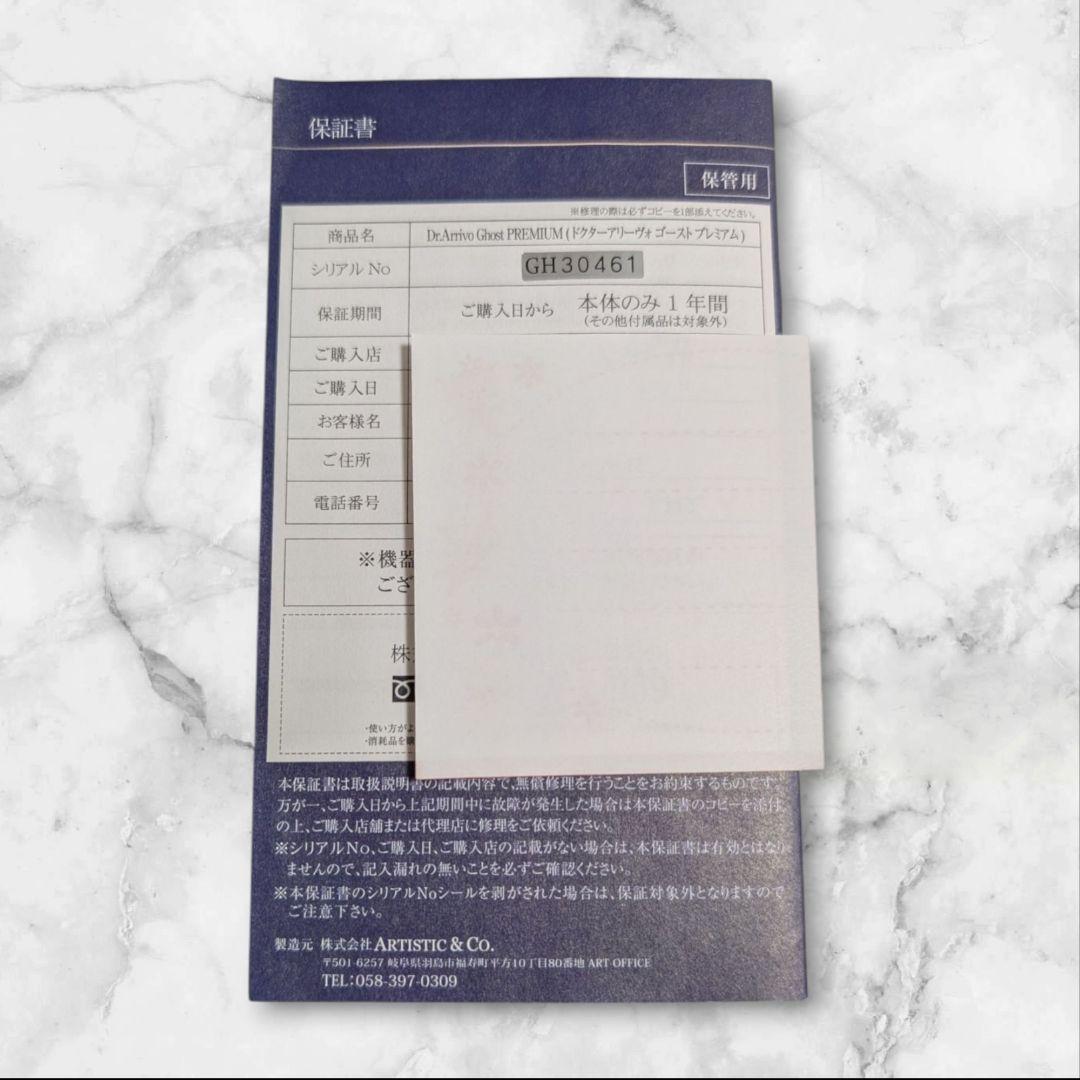 保証書
保管用
※修理の際は必ずコピーを1部添えてください。
商品名 Dr.Arrivo Ghost PREMIUM (ドクターアリーヴォ ゴースト プレミアム)
シリアル No GH30461
保証期間 ご購入日から 本体のみ 1 年間
(その他付属品は対象外)
ご購入店
ご購入日
お客様名
ご住所
電話番号
※機器
ござ
株
・使い方が
・消耗品を購
本保証書は取扱説明書の記載内容で、無償修理を行うことをお約束するものです
万が一、ご購入日から上記期間中に故障が発生した場合は本保証書のコピーを添付
の上、ご購入店舗または代理店に修理をご依頼ください。
※シリアルNo、ご購入日、ご購入店の記載がない場合は、本保証書は有効とはなり
ませんので、記入漏れの無いことを必ずご確認ください。
※本保証書のシリアルNoシールを剥がされた場合は、保証対象外となりますので
ご注意下さい。
製造元 株式会社 ARTISTIC & CO.
〒501-6257 岐阜県羽島市福寿町平方10丁目80番地 ART OFFICE
TEL:058-397-0309